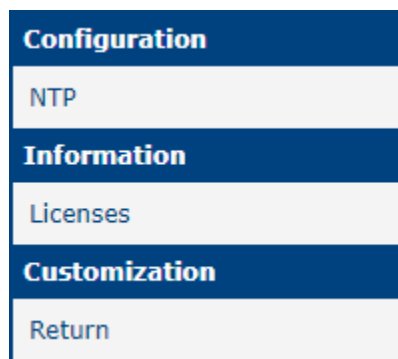 Configuration
NTP
Information
Licenses
Customization
Return